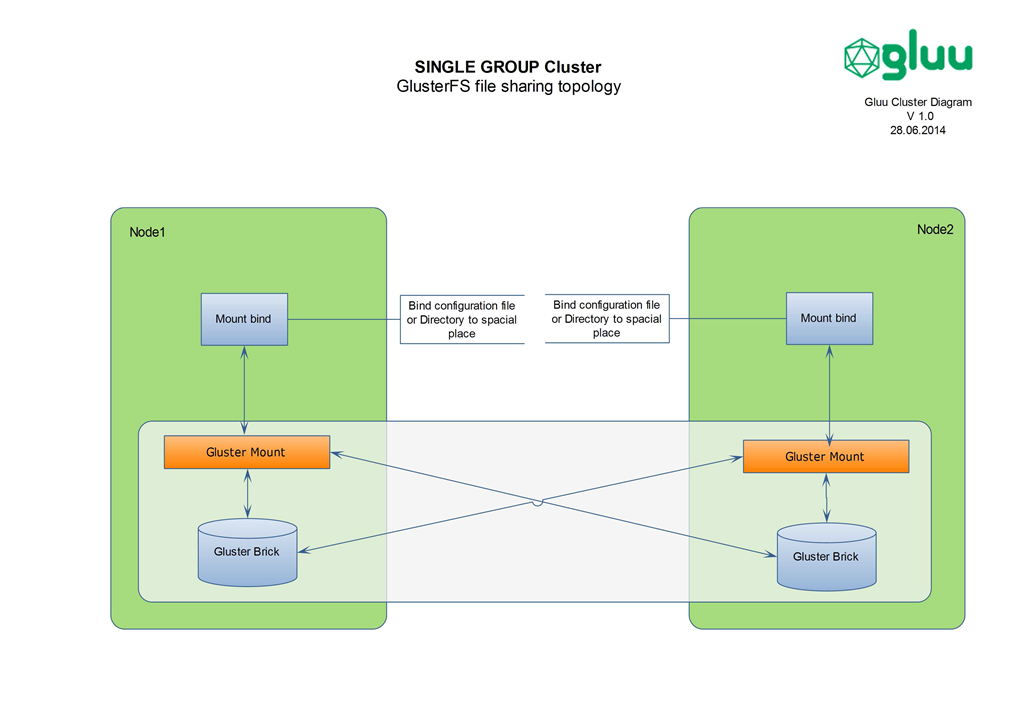 gluu
SINGLE GROUP Cluster
GlusterFS file sharing topology
Gluu Cluster Diagram
V 1.0
28.06.2014
Node1
Node2
Mount bind
Bind configuration file
or Directory to spacial
place
Bind configuration file
or Directory to spacial
place
Mount bind
Gluster Mount
Gluster Mount
Gluster Brick
Gluster Brick